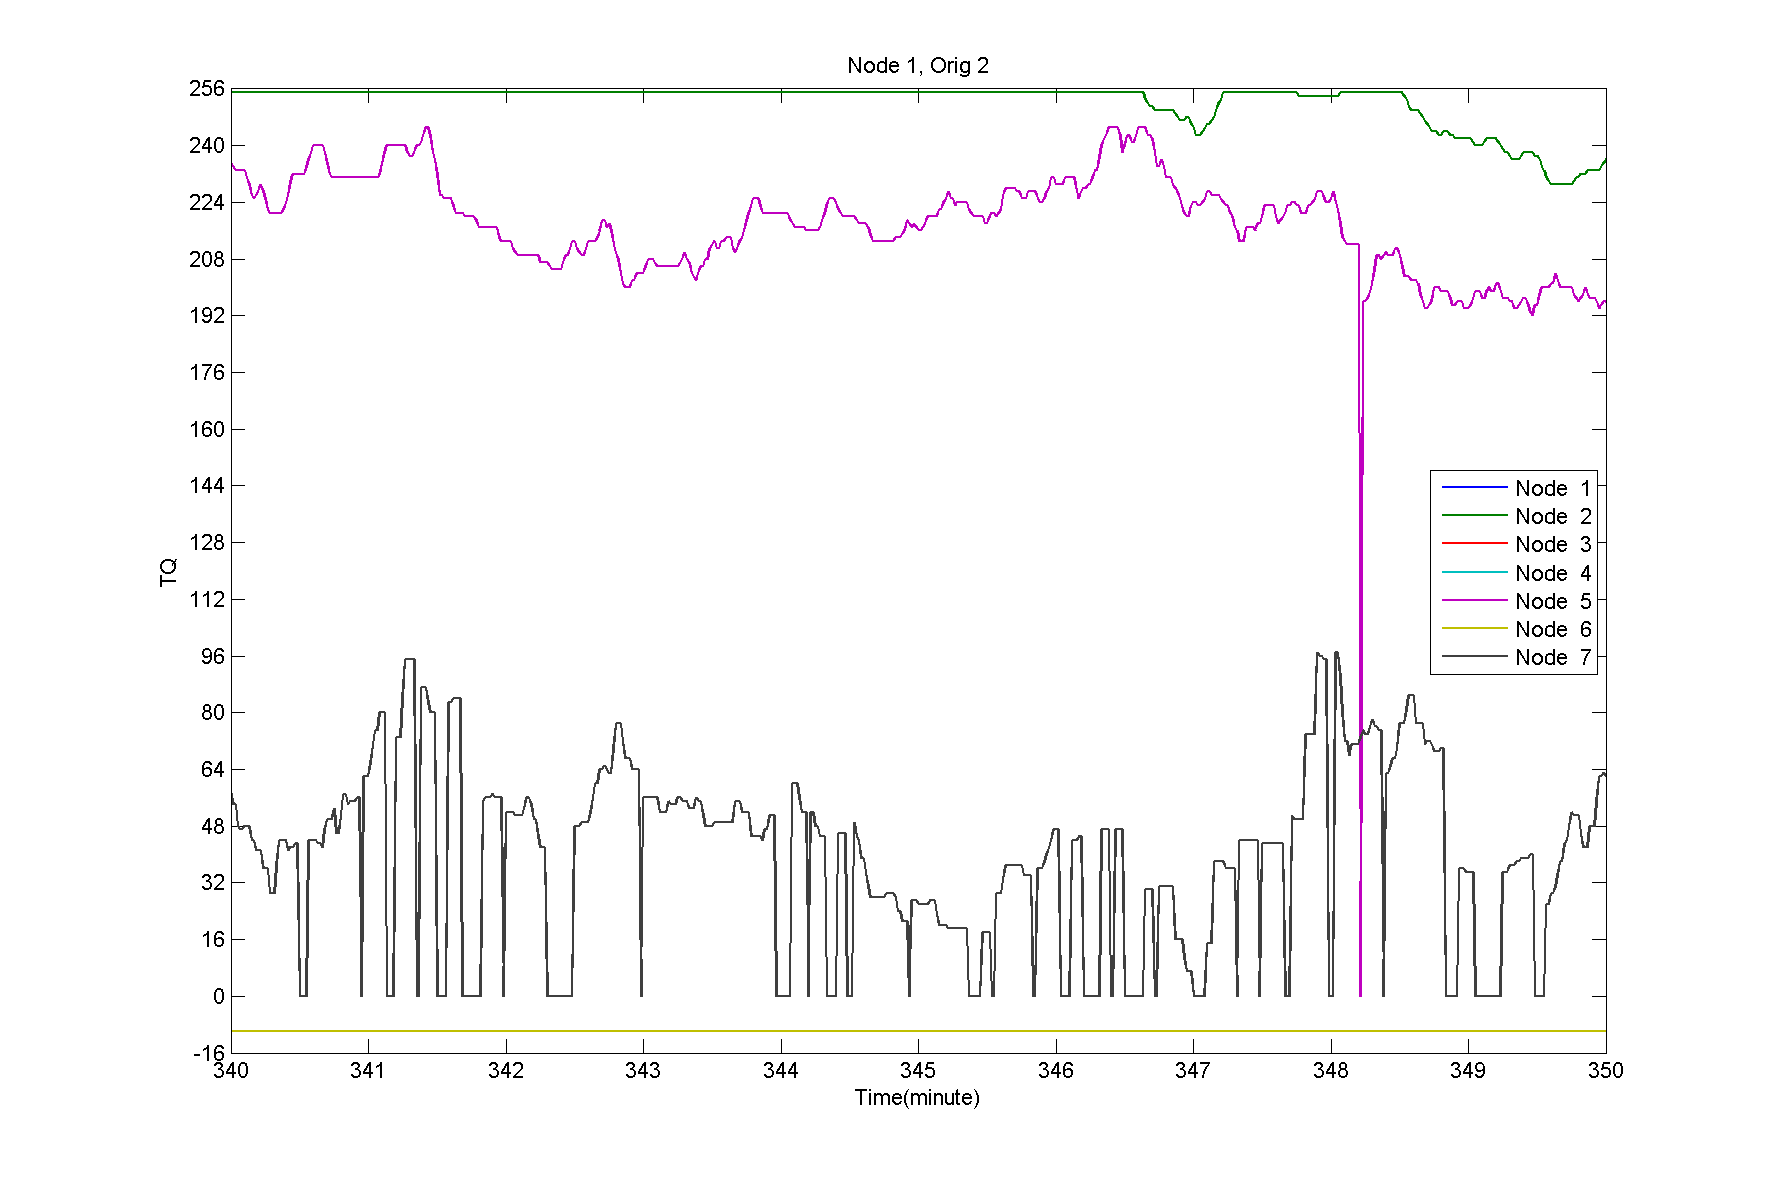 Node 1, Orig 2
256
240
224
208
192
176
160
144
128
112
96
80
64
48
32
16
0
-16
TQ
Node 1
Node 2
Node 3
Node 4
Node 5
Node 6
Node 7
340 341 342 343 344 345 346 347 348 349 350
Time(minute)